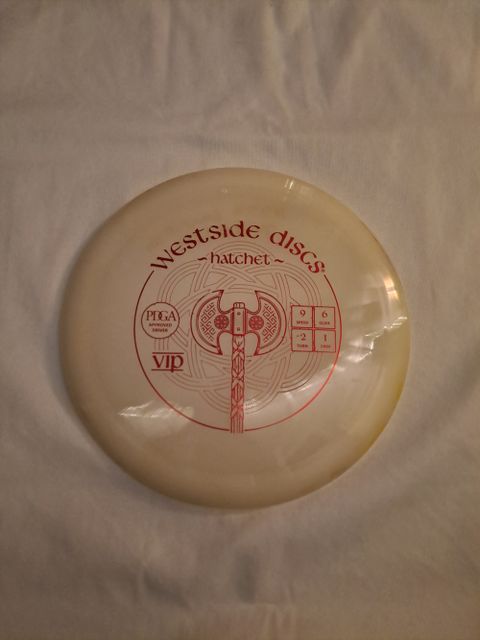 westside discs
~hatchet~
PDGA
APPROVED
DRIVER
VIP
9 6
SPEED GLIDE
-2 1
TURN FADE